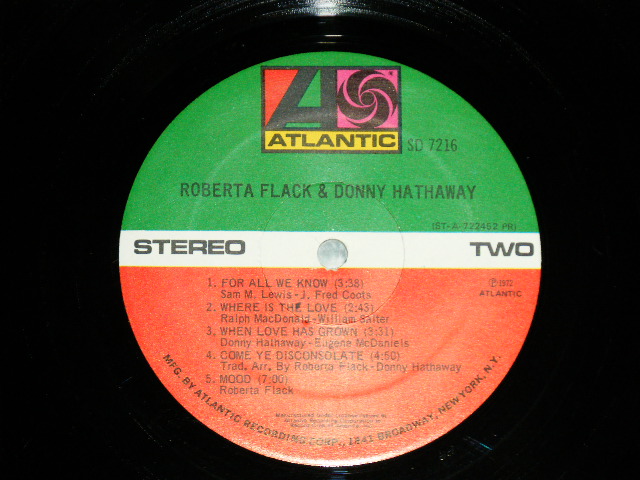 ATLANTIC
SD 7216
ROBERTA FLACK & DONNY HATHAWAY
(ST-A-722452 PR)
STEREO TWO
1. FOR ALL WE KNOW (3:38)
Sam M. Lewis - J. Fred Coots
℗ 1972
ATLANTIC
2. WHERE IS THE LOVE (2:43)
Ralph MacDonald - William Salter
3. WHEN LOVE HAS GROWN (3:31)
Donny Hathaway - Eugene McDaniels
4. COME YE DISCONSOLATE (4:50)
Trad. Arr. By Roberta Flack - Donny Hathaway
5. MOOD (7:00)
Roberta Flack
MFG. BY ATLANTIC RECORDING CORP., 1841 BROADWAY, NEW YORK, N.Y.